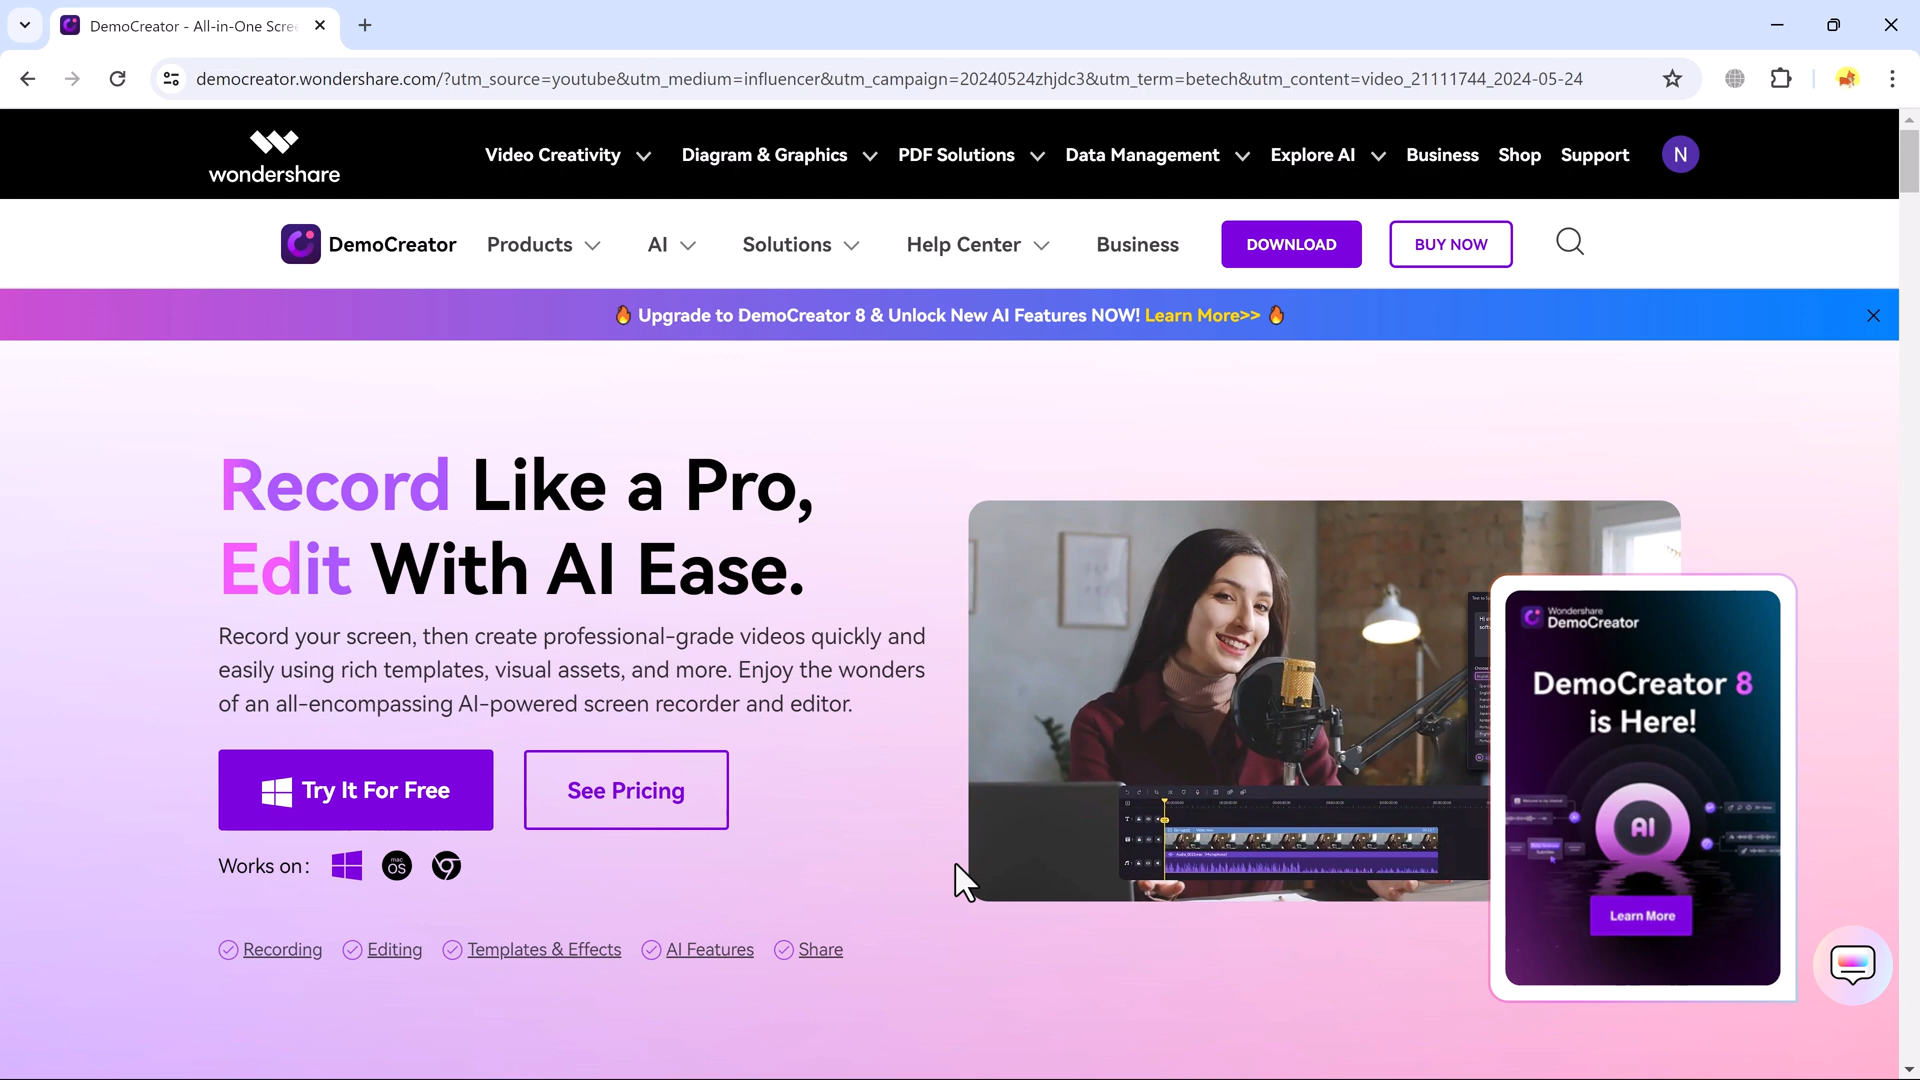 DemoCreator - All-in-One Scre
democreator.wondershare.com/?utm_source=youtube&utm_medium=influencer&utm_campaign=20240524zhjdc3&utm_term=betech&utm_content=video_21111744_2024-05-24
wondershare
Video Creativity
Diagram & Graphics
PDF Solutions
Data Management
Explore AI
Business
Shop
Support
N
DemoCreator
Products
AI
Solutions
Help Center
Business
DOWNLOAD
BUY NOW
🔥 Upgrade to DemoCreator 8 & Unlock New AI Features NOW! Learn More>> 🔥
Record Like a Pro,
Edit With AI Ease.
Record your screen, then create professional-grade videos quickly and
easily using rich templates, visual assets, and more. Enjoy the wonders
of an all-encompassing AI-powered screen recorder and editor.
Try It For Free
See Pricing
Works on:
mac
OS
Recording
Editing
Templates & Effects
AI Features
Share
Wondershare
DemoCreator
DemoCreator 8
is Here!
AI
Learn More